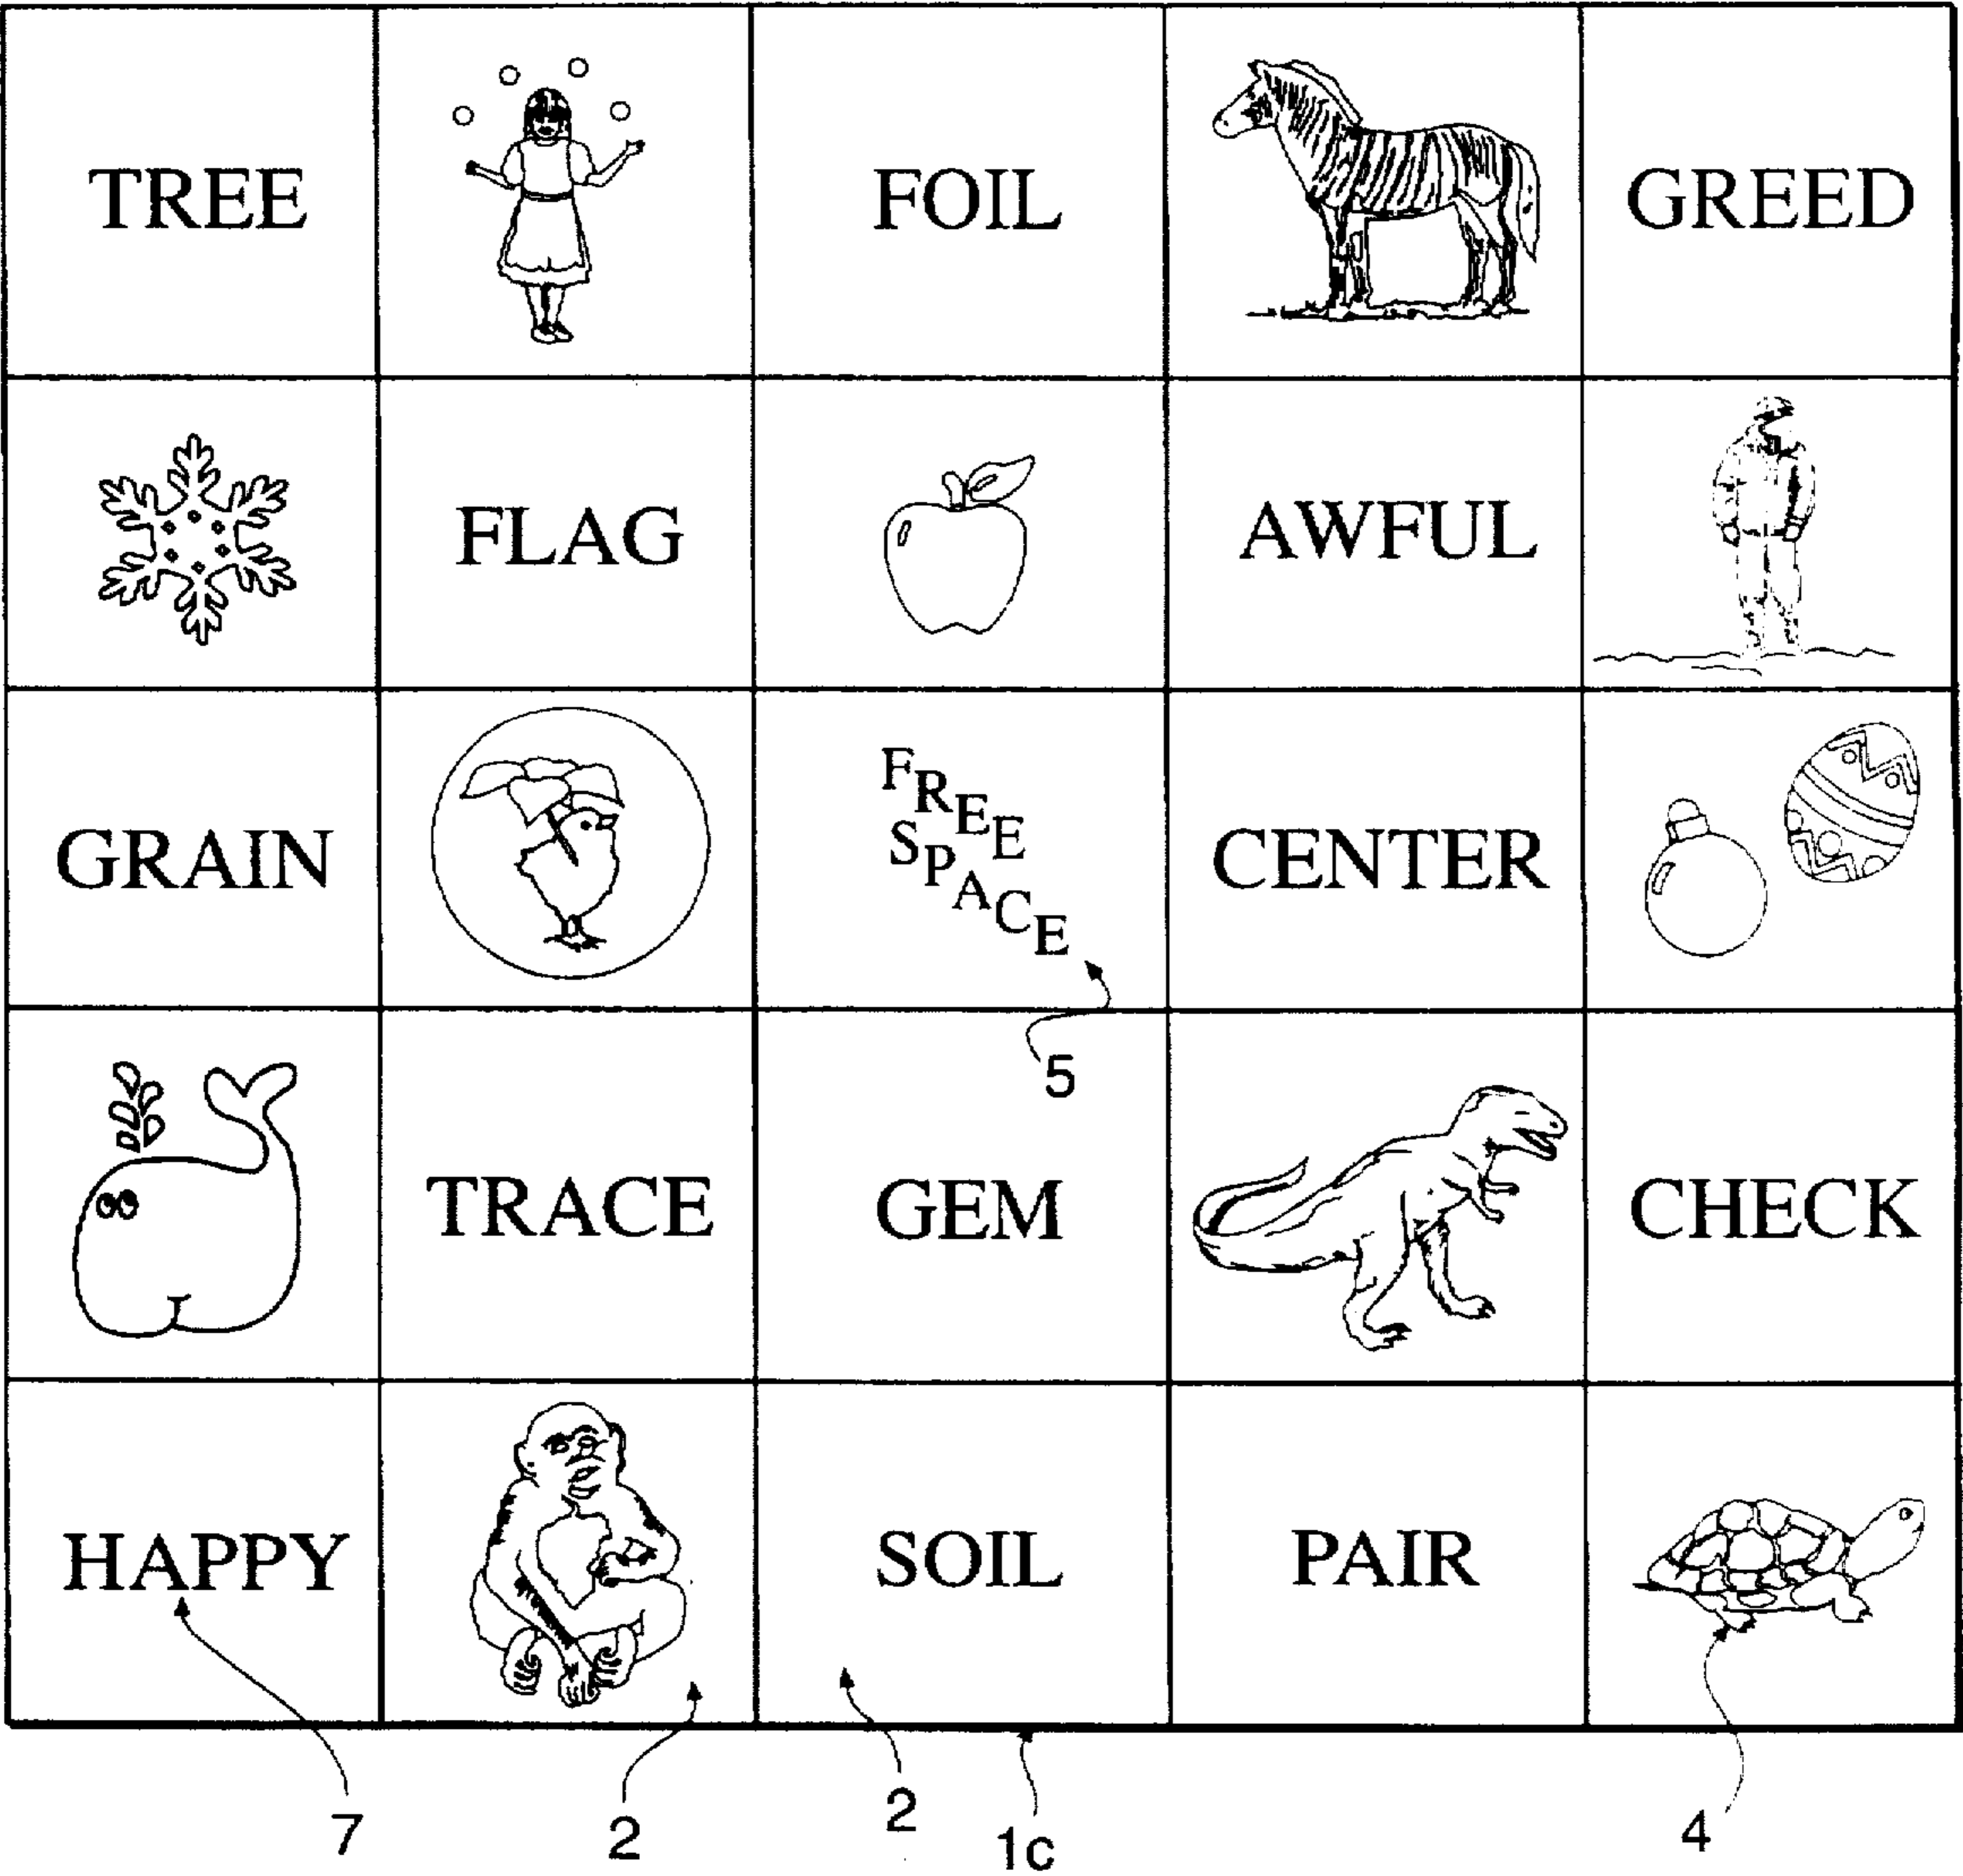 TREE
FOIL
GREED
FLAG
AWFUL
GRAIN
FREE
SPACE
CENTER
5
TRACE
GEM
CHECK
HAPPY
SOIL
PAIR
7
2
2
1c
4